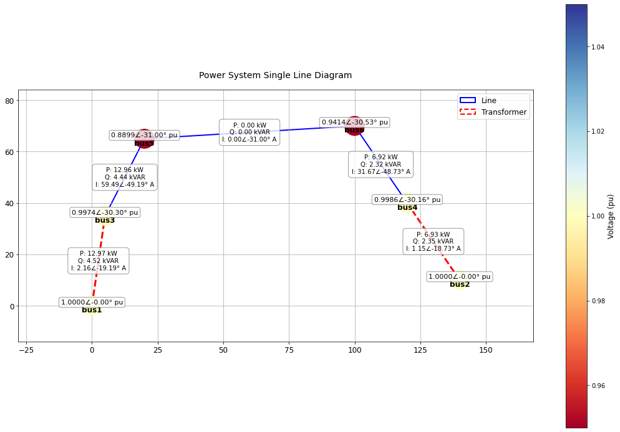 Power System Single Line Diagram
Line
Transformer
80
60
40
20
0
−25
0
25
50
75
100
125
150
0.8899∠-31.00° pu
bus5
P: 0.00 kW
Q: 0.00 kVAR
I: 0.00∠-31.00° A
0.9414∠-30.53° pu
bus6
P: 12.96 kW
Q: 4.44 kVAR
I: 59.49∠-49.19° A
P: 6.92 kW
Q: 2.32 kVAR
I: 31.67∠-48.73° A
0.9974∠-30.30° pu
bus3
0.9986∠-30.16° pu
bus4
P: 12.97 kW
Q: 4.52 kVAR
I: 2.16∠-19.19° A
P: 6.93 kW
Q: 2.35 kVAR
I: 1.15∠-18.73° A
1.0000∠-0.00° pu
bus1
1.0000∠-0.00° pu
bus2
1.04
1.02
1.00
0.98
0.96
Voltage (pu)